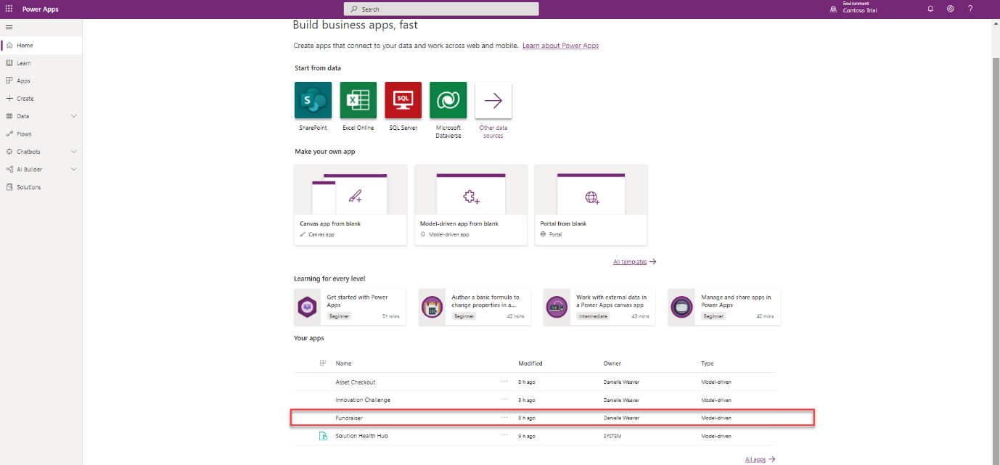 Power Apps
Search
Environment
Contoso Trial
?
Home
Learn
Apps
Create
Data
Flows
Chatbots
AI Builder
Solutions
Build business apps, fast
Create apps that connect to your data and work across web and mobile. Learn about Power Apps
Start from data
S
X
SQL
SharePoint
Excel Online
SQL Server
Microsoft
Dataverse
Other data
sources
Make your own app
Canvas app from blank
Canvas app
Model-driven app from blank
Model-driven app
Portal from blank
Portal
All templates
Learning for every level
Get started with Power
Apps
Beginner 51 mins
Author a basic formula to
change properties in a...
Beginner 42 mins
Work with external data in
a Power Apps canvas app
Intermediate 43 mins
Manage and share apps in
Power Apps
Beginner 42 mins
Your apps
Name Modified Owner Type
Asset Checkout ... 8 h ago Danielle Weaver Model-driven
Innovation Challenge ... 8 h ago Danielle Weaver Model-driven
Fundraiser ... 8 h ago Danielle Weaver Model-driven
Solution Health Hub ... 9 h ago SYSTEM Model-driven
All apps